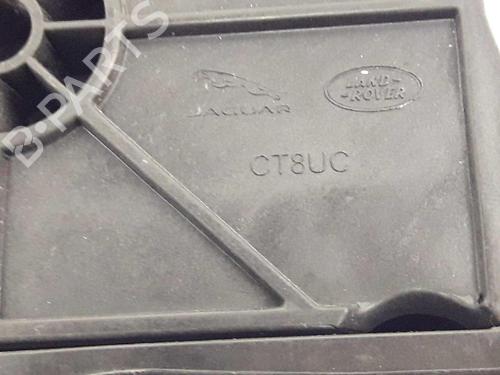 JAGUAR
LAND-
-ROVER
CT8UC
B-PARTS